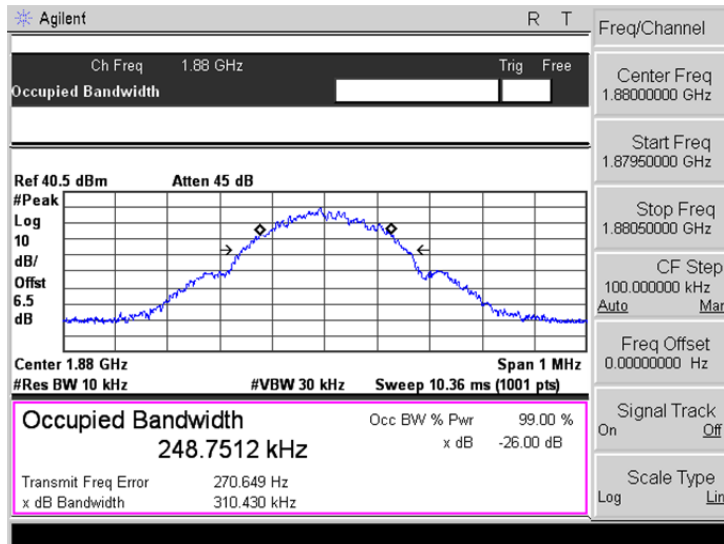 Agilent R T
Freq/Channel
Ch Freq 1.88 GHz Trig Free
Occupied Bandwidth
Center Freq
1.88000000 GHz
Start Freq
1.87950000 GHz
Stop Freq
1.88050000 GHz
CF Step
100.000000 kHz
Auto Man
Freq Offset
0.00000000 Hz
Signal Track
On Off
Scale Type
Log Lin
Ref 40.5 dBm Atten 45 dB
#Peak
Log
10
dB/
Offst
6.5
dB
Center 1.88 GHz Span 1 MHz
#Res BW 10 kHz #VBW 30 kHz Sweep 10.36 ms (1001 pts)
Occupied Bandwidth Occ BW % Pwr 99.00 %
248.7512 kHz x dB -26.00 dB
Transmit Freq Error 270.649 Hz
x dB Bandwidth 310.430 kHz